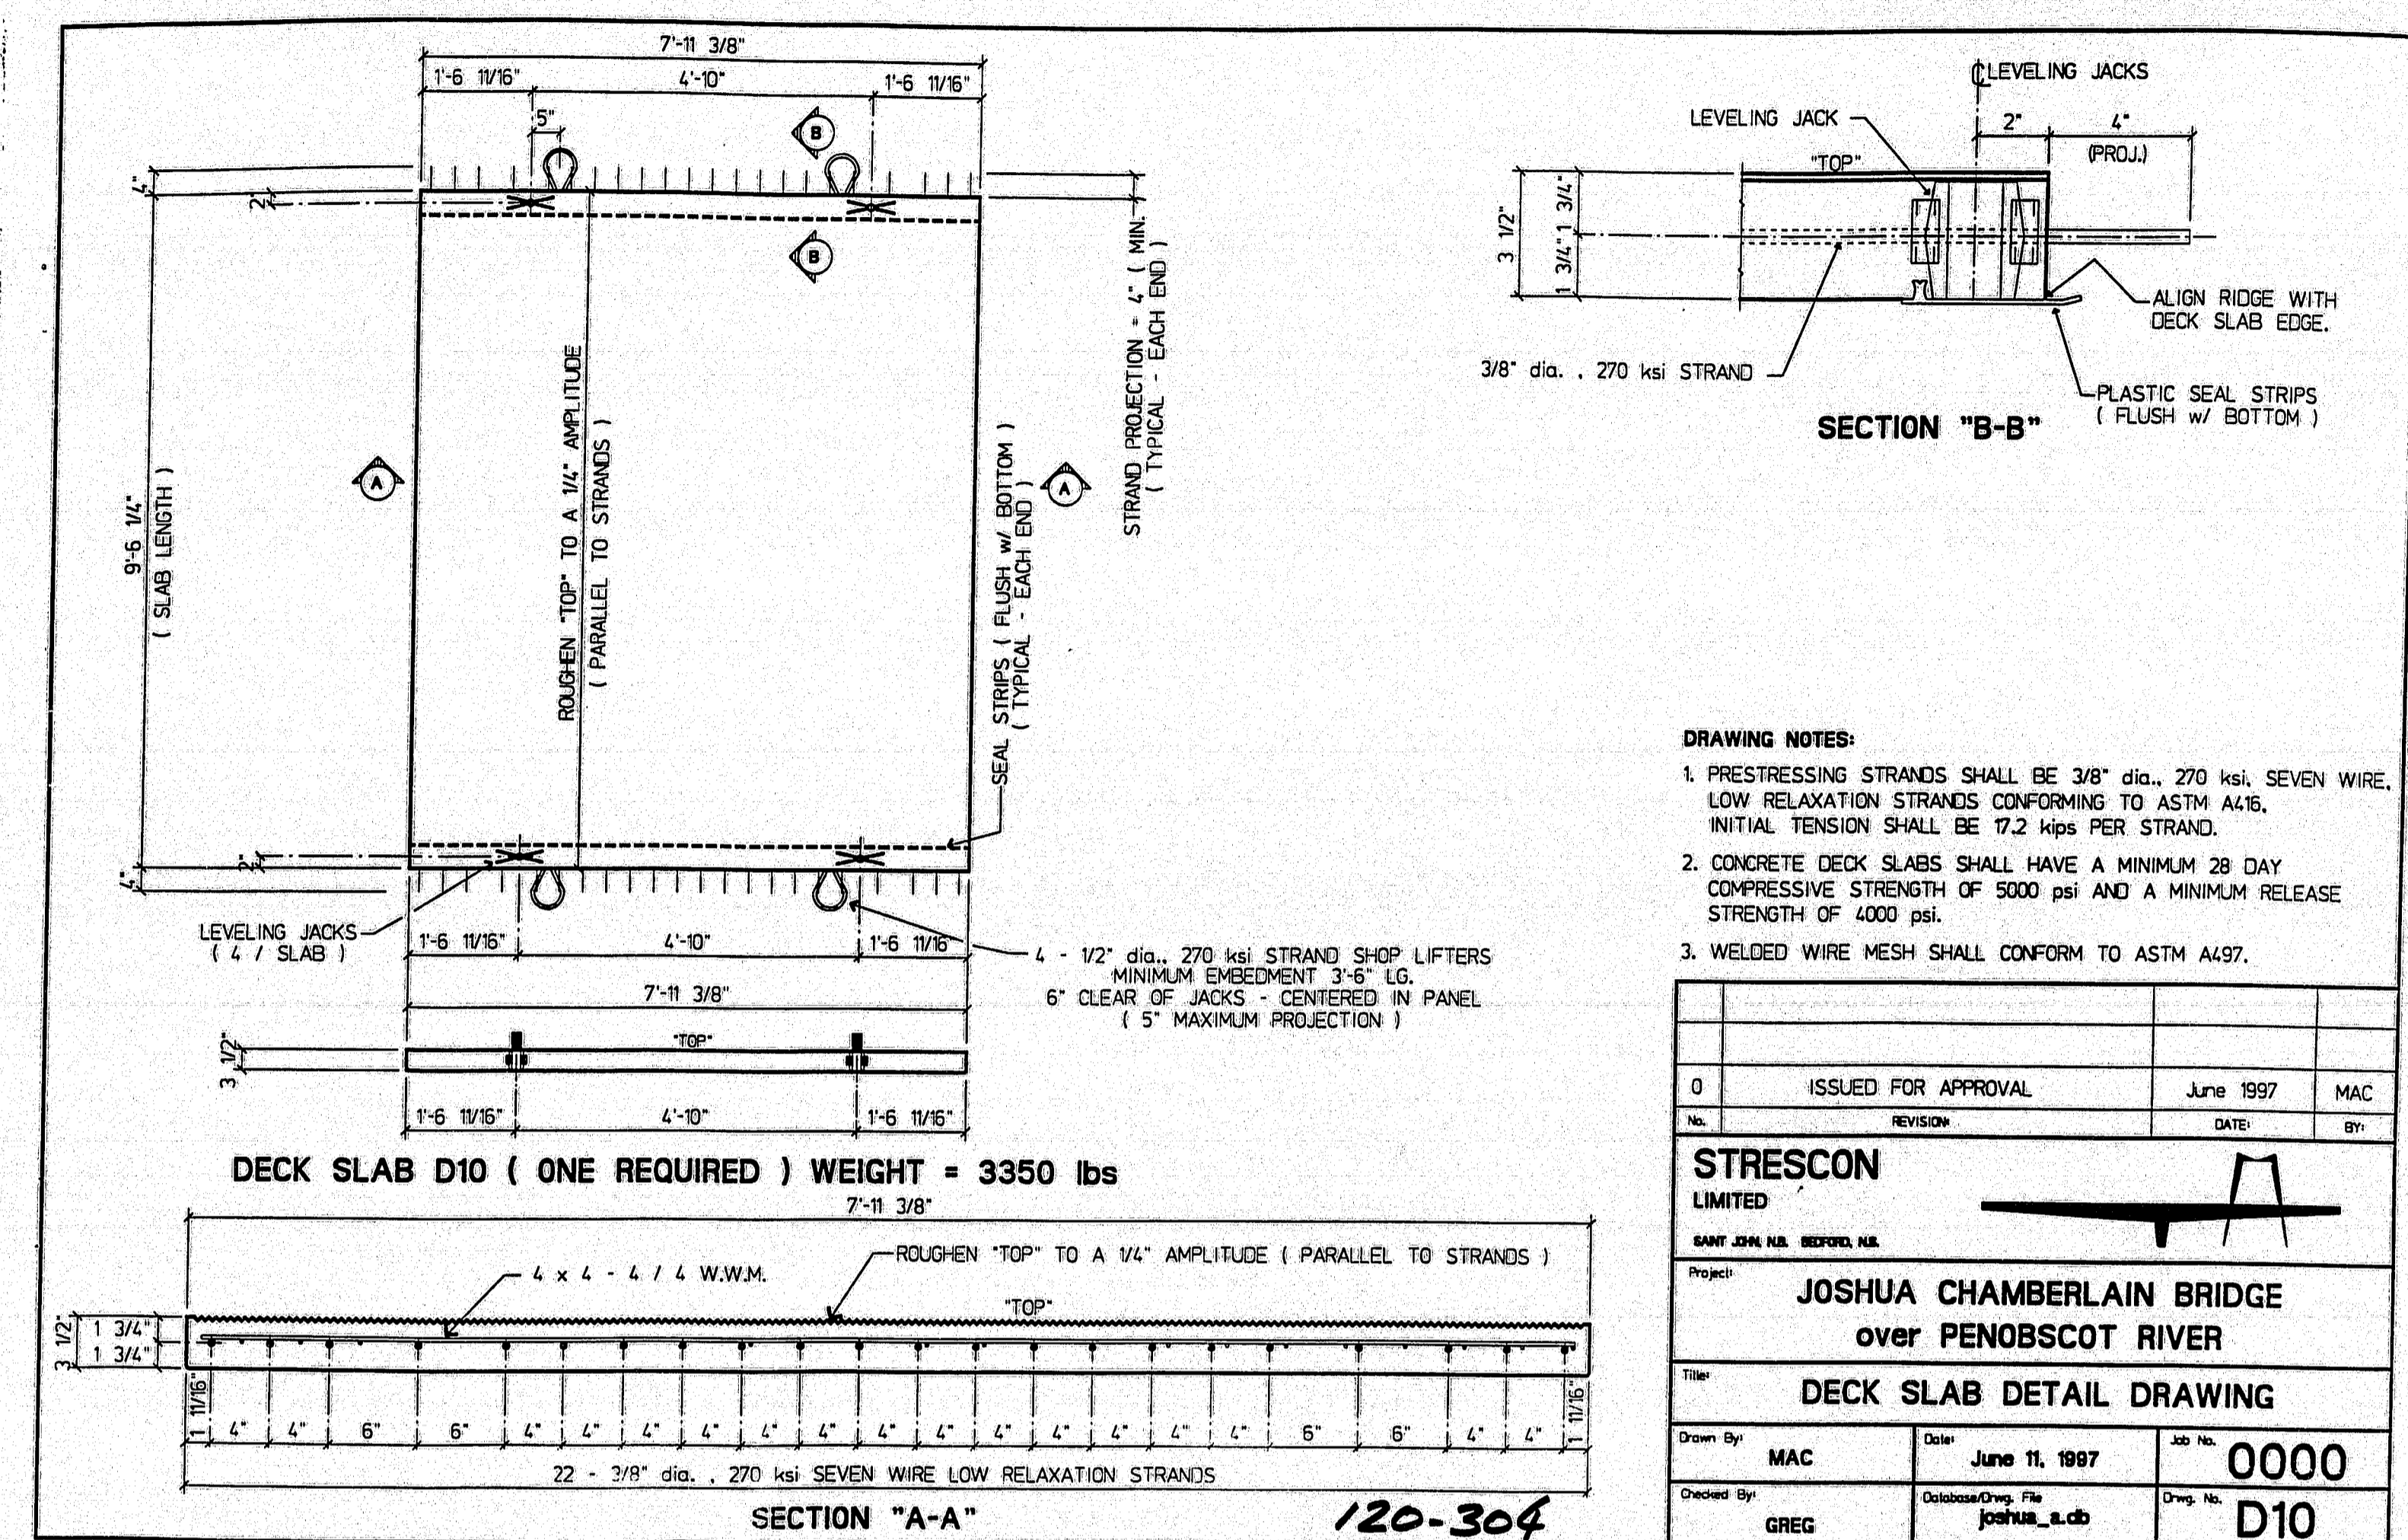 7'-11 3/8"
1'-6 11/16" 4'-10" 1'-6 11/16"
5"
B
4"
2"
B
9'-6 1/4"
( SLAB LENGTH )
A
ROUGHEN "TOP" TO A 1/4" AMPLITUDE
( PARALLEL TO STRANDS )
SEAL STRIPS ( FLUSH w/ BOTTOM )
( TYPICAL - EACH END )
A
STRAND PROJECTION = 4" ( MIN. )
( TYPICAL - EACH END )
2"
4"
LEVELING JACKS
( 4 / SLAB )
1'-6 11/16" 4'-10" 1'-6 11/16"
4 - 1/2" dia., 270 ksi STRAND SHOP LIFTERS
MINIMUM EMBEDMENT 3'-6" LG.
6" CLEAR OF JACKS - CENTERED IN PANEL
( 5" MAXIMUM PROJECTION )
7'-11 3/8"
"TOP"
3 1/2"
1'-6 11/16" 4'-10" 1'-6 11/16"
DECK SLAB D10 ( ONE REQUIRED ) WEIGHT = 3350 lbs
7'-11 3/8"
ROUGHEN "TOP" TO A 1/4" AMPLITUDE ( PARALLEL TO STRANDS )
4 x 4 - 4 / 4 W.W.M.
"TOP"
3 1/2"
1 3/4"
1 3/4"
1 11/16" 4" 4" 6" 6" 4" 4" 4" 4" 4" 4" 4" 4" 4" 4" 4" 4" 4" 6" 6" 4" 4" 1 11/16"
22 - 3/8" dia. , 270 ksi SEVEN WIRE LOW RELAXATION STRANDS
SECTION "A-A"
120-304
℄ LEVELING JACKS
LEVELING JACK
2" 4"
(PROJ.)
"TOP"
3 1/2"
1 3/4" 1 3/4"
ALIGN RIDGE WITH
DECK SLAB EDGE.
3/8" dia. , 270 ksi STRAND
PLASTIC SEAL STRIPS
( FLUSH w/ BOTTOM )
SECTION "B-B"
DRAWING NOTES:
1. PRESTRESSING STRANDS SHALL BE 3/8" dia., 270 ksi, SEVEN WIRE,
LOW RELAXATION STRANDS CONFORMING TO ASTM A416.
INITIAL TENSION SHALL BE 17.2 kips PER STRAND.
2. CONCRETE DECK SLABS SHALL HAVE A MINIMUM 28 DAY
COMPRESSIVE STRENGTH OF 5000 psi AND A MINIMUM RELEASE
STRENGTH OF 4000 psi.
3. WELDED WIRE MESH SHALL CONFORM TO ASTM A497.
0 ISSUED FOR APPROVAL June 1997 MAC
No. REVISION: DATE: BY:
STRESCON
LIMITED
SAINT JOHN, N.B. BEDFORD, N.S.
Project:
JOSHUA CHAMBERLAIN BRIDGE
over PENOBSCOT RIVER
Title:
DECK SLAB DETAIL DRAWING
Drawn By: MAC
Date: June 11, 1997
Job No. 0000
Checked By: GREG
Database/Drwg. File joshua_a.db
Drwg. No. D10